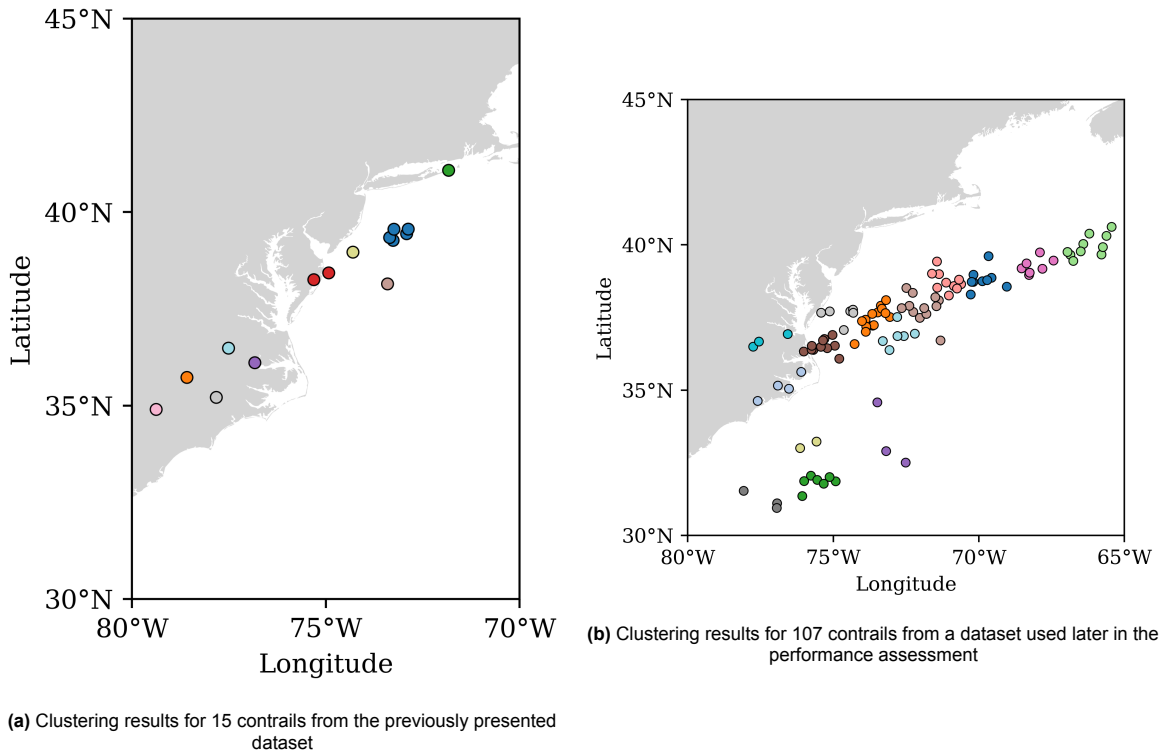 45°N
40°N
35°N
30°N
80°W
75°W
70°W
Latitude
Longitude
(a) Clustering results for 15 contrails from the previously presented
dataset
45°N
40°N
35°N
30°N
80°W
75°W
70°W
65°W
Latitude
Longitude
(b) Clustering results for 107 contrails from a dataset used later in the
performance assessment